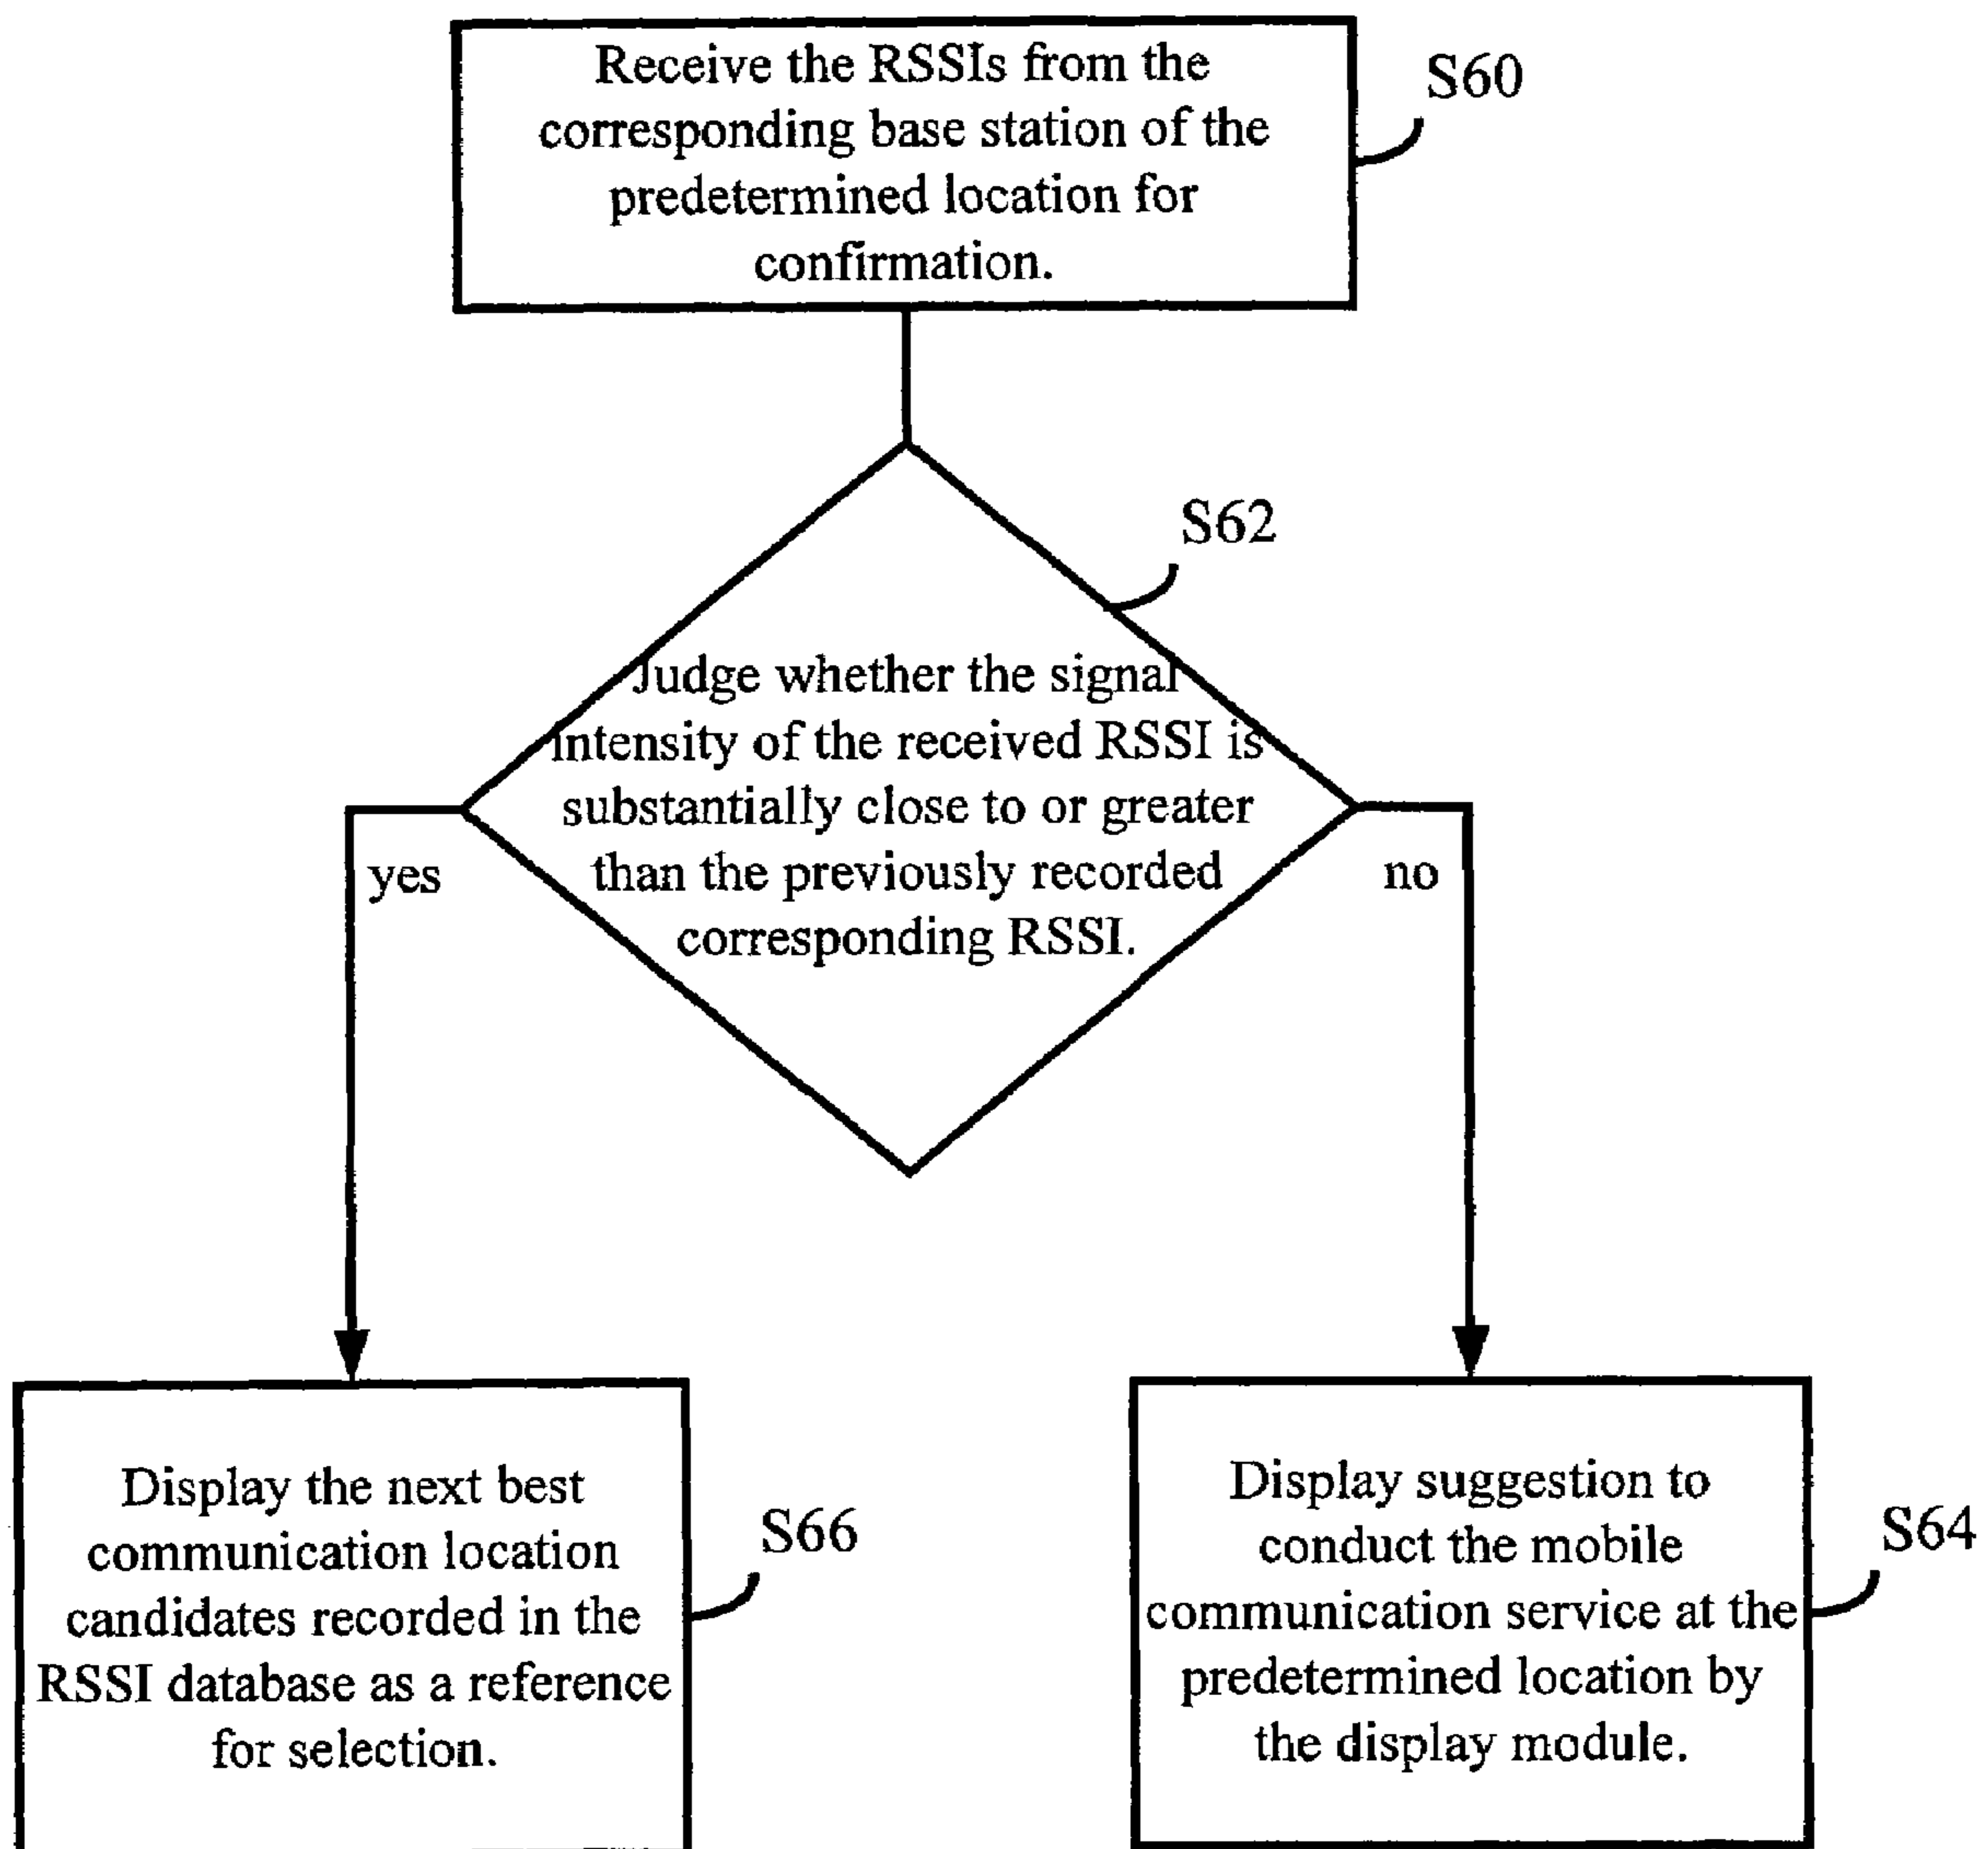 Receive the RSSIs from the
corresponding base station of the
predetermined location for
confirmation.
S60
S62
Judge whether the signal
intensity of the received RSSI is
substantially close to or greater
than the previously recorded
corresponding RSSI.
yes
no
Display the next best
communication location
candidates recorded in the
RSSI database as a reference
for selection.
S66
Display suggestion to
conduct the mobile
communication service at the
predetermined location by
the display module.
S64